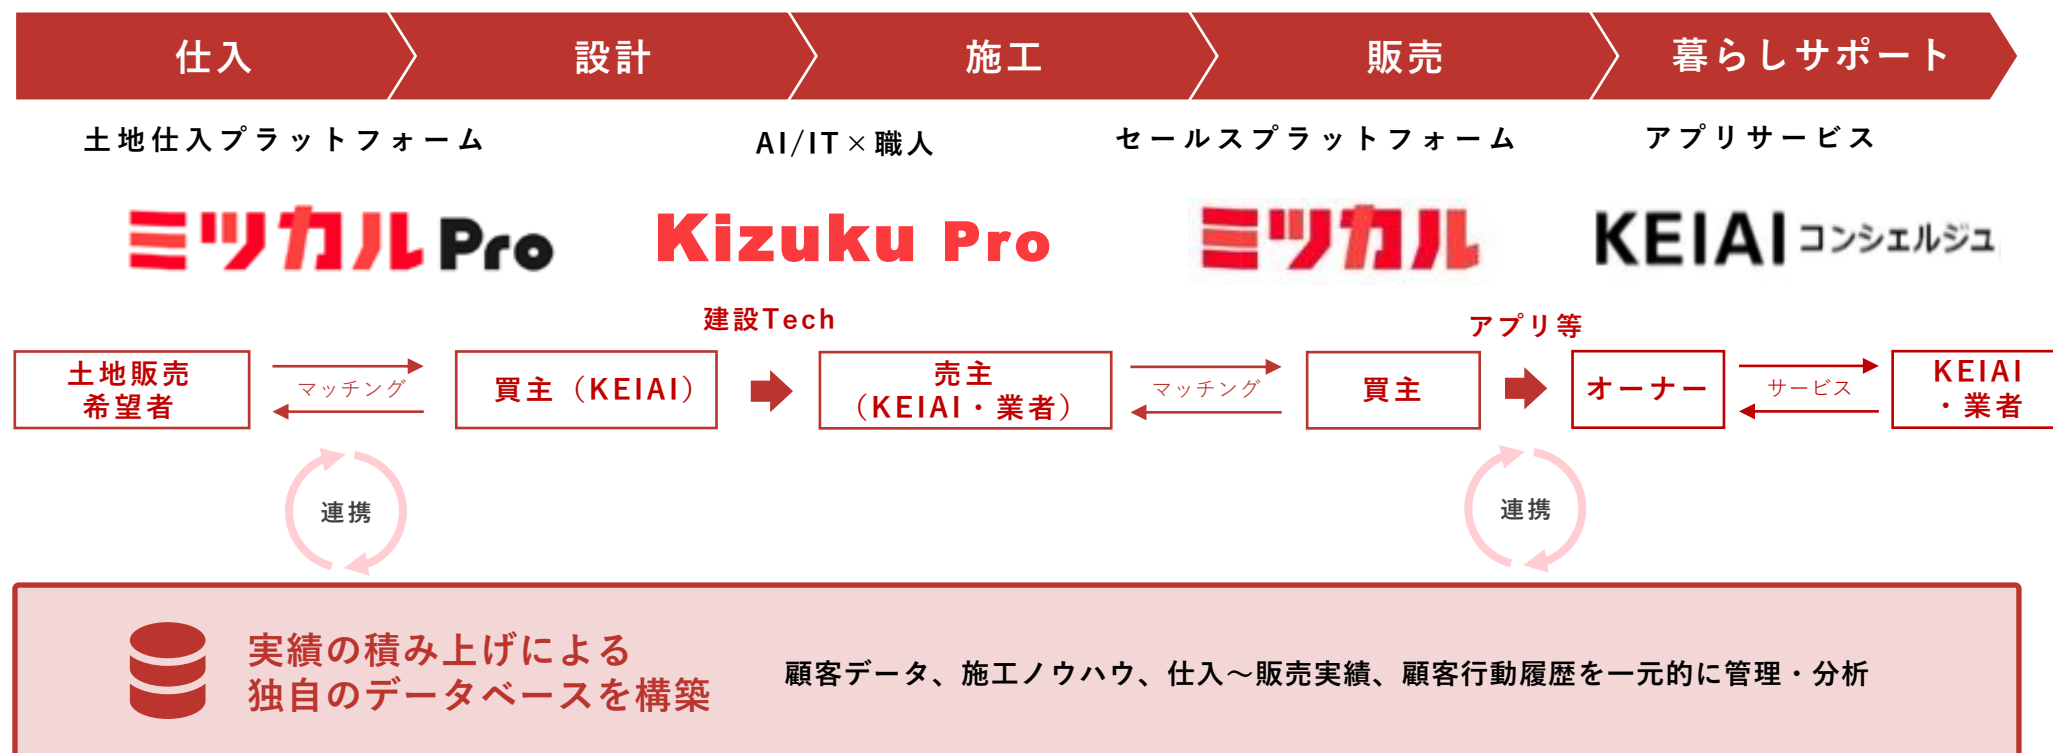 仕入
設計
施工
販売
暮らしサポート
土地仕入プラットフォーム
AI/IT×職人
セールスプラットフォーム
アプリサービス
ミツカル Pro
Kizuku Pro
ミツカル
KEIAI コンシェルジュ
建設Tech
アプリ等
土地販売
希望者
マッチング
買主（KEIAI）
売主
（KEIAI・業者）
マッチング
買主
オーナー
サービス
KEIAI
・業者
連携
連携
実績の積み上げによる
独自のデータベースを構築
顧客データ、施工ノウハウ、仕入～販売実績、顧客行動履歴を一元的に管理・分析